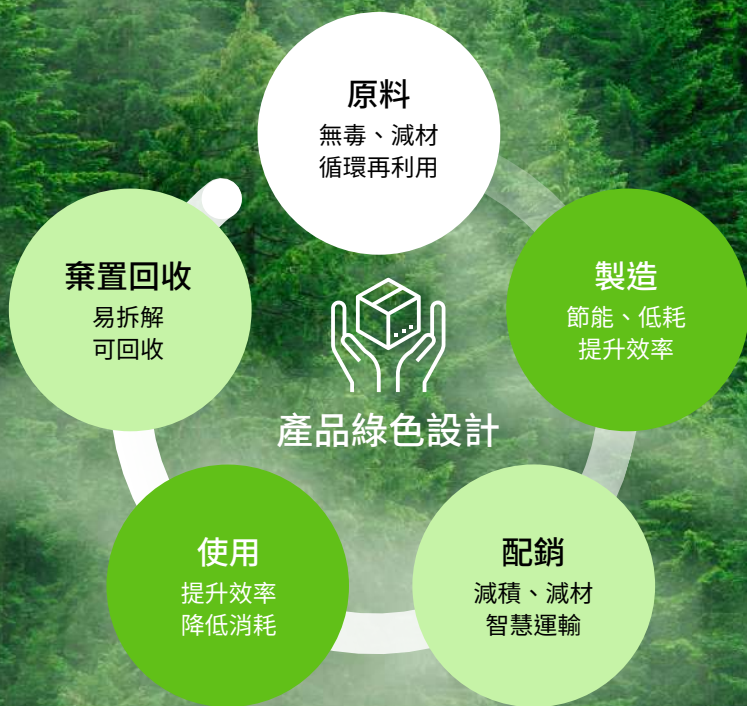 原料
無毒、減材
循環再利用
製造
節能、低耗
提升效率
配銷
減積、減材
智慧運輸
使用
提升效率
降低消耗
棄置回收
易拆解
可回收
產品綠色設計